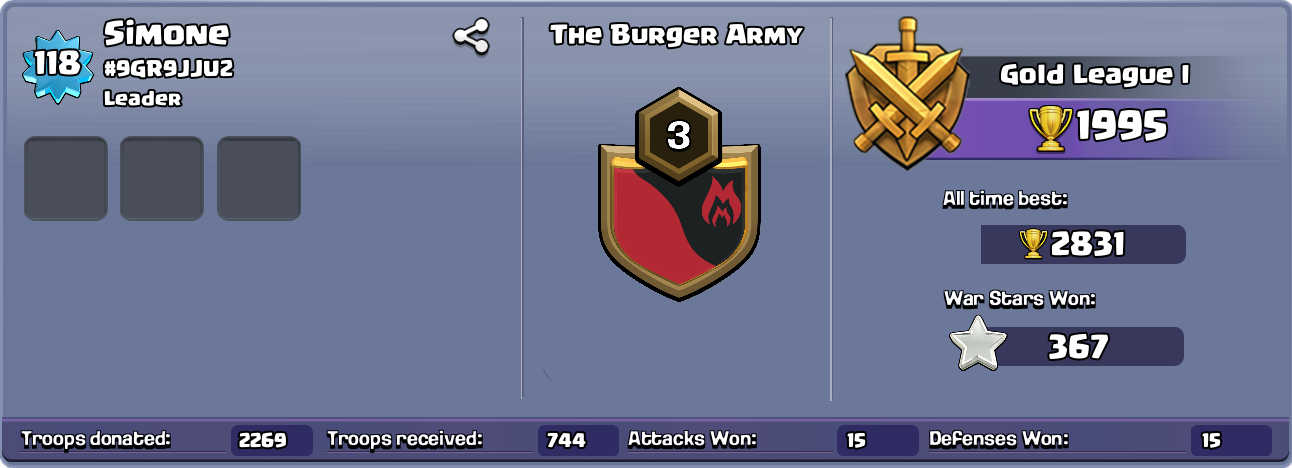 118
Simone
#9GR9JJU2
Leader
The Burger Army
3
Gold League I
1995
All time best:
2831
War Stars Won:
367
Troops donated: 2269
Troops received: 744
Attacks Won: 15
Defenses Won: 15